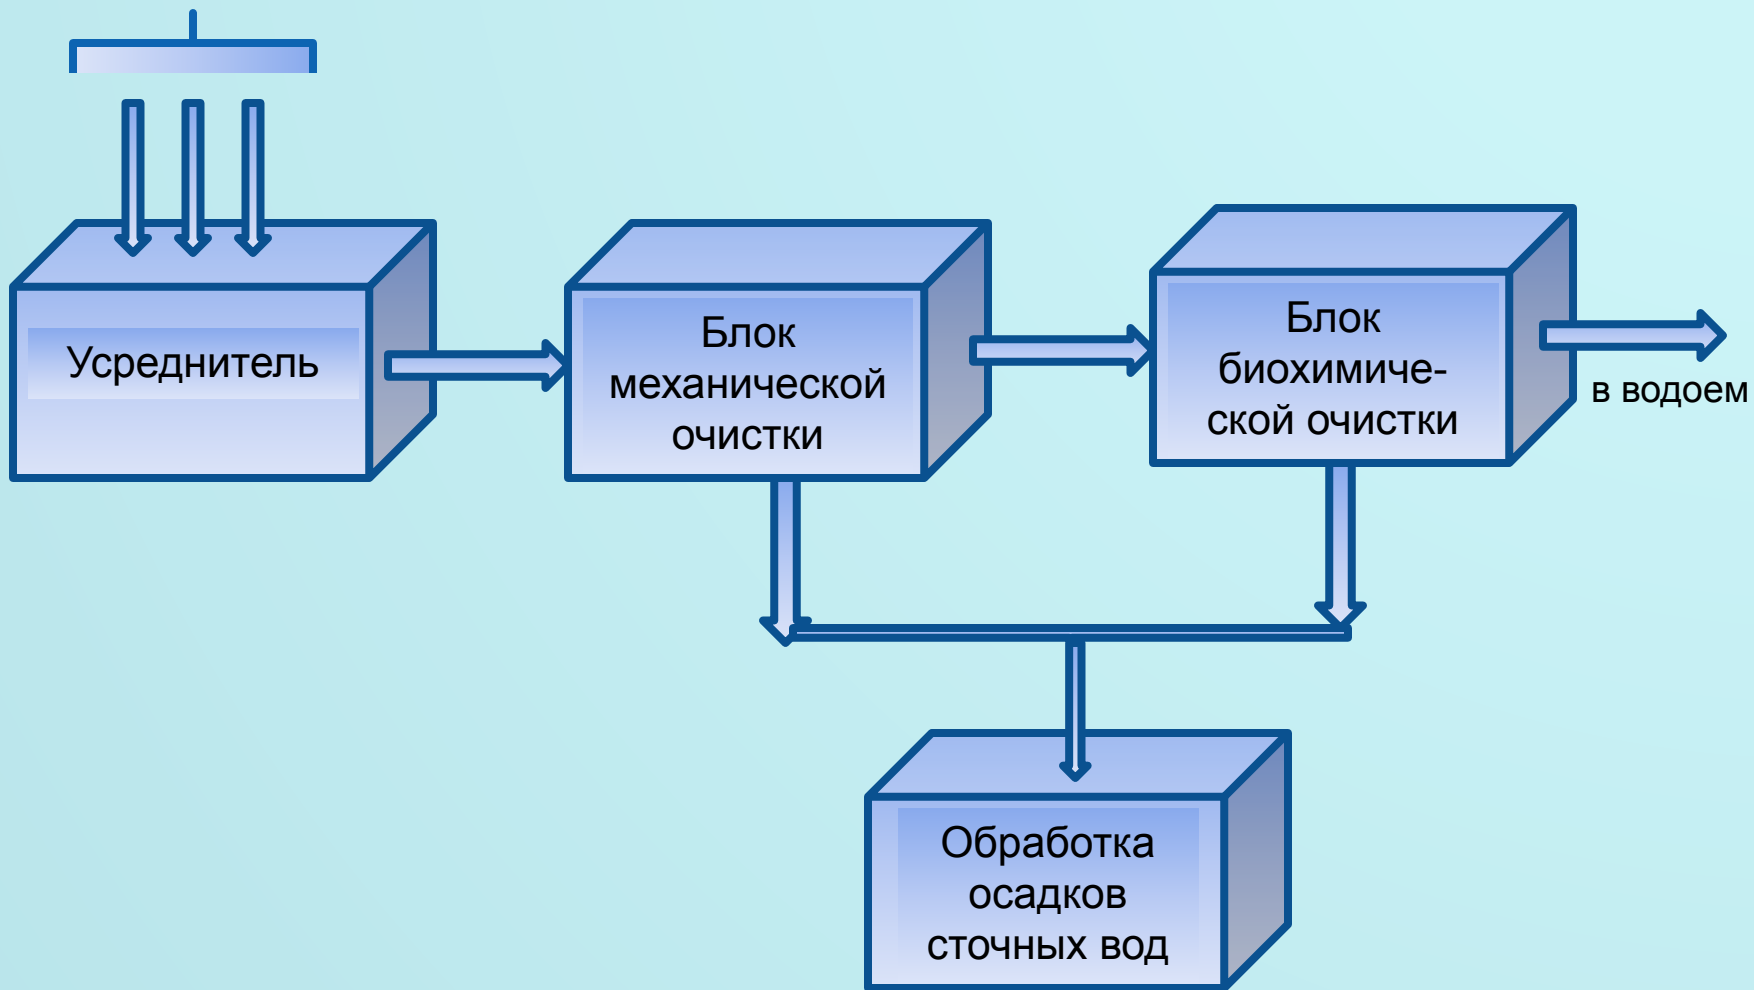 Усреднитель
Блок
механической
очистки
Блок
биохимиче-
ской очистки
в водоем
Обработка
осадков
сточных вод